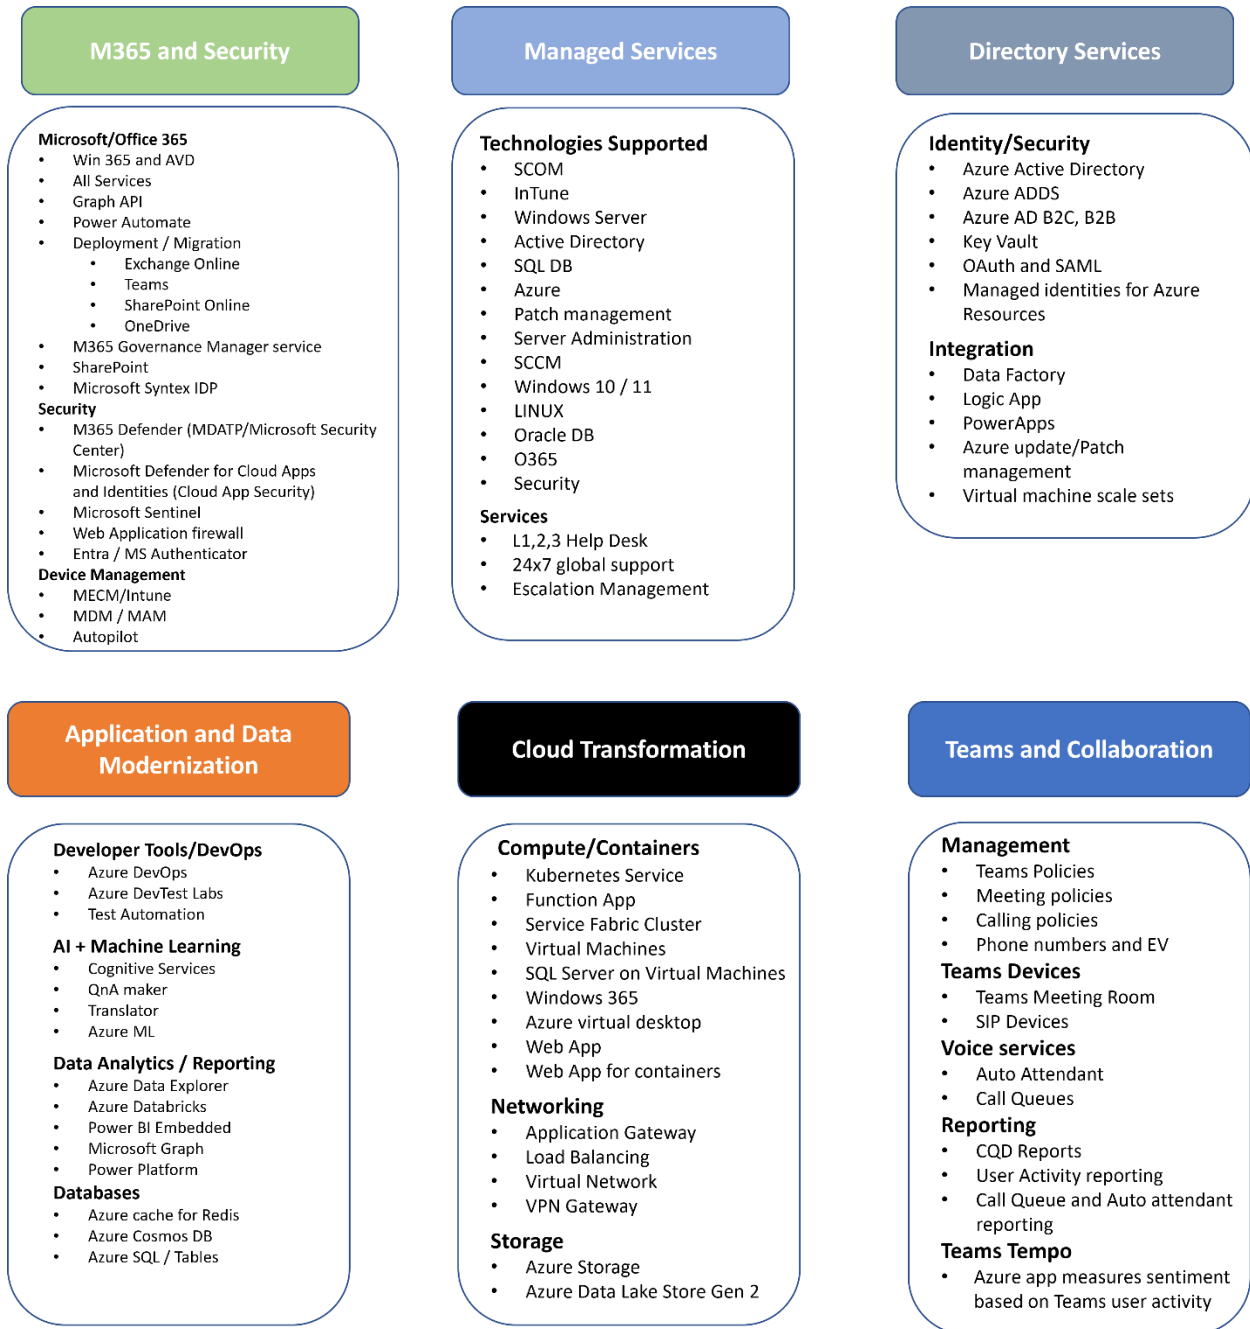 M365 and Security
Microsoft/Office 365
• Win 365 and AVD
• All Services
• Graph API
• Power Automate
• Deployment / Migration
• Exchange Online
• Teams
• SharePoint Online
• OneDrive
• M365 Governance Manager service
• SharePoint
• Microsoft Syntex IDP
Security
• M365 Defender (MDATP/Microsoft Security
Center)
• Microsoft Defender for Cloud Apps
and Identities (Cloud App Security)
• Microsoft Sentinel
• Web Application firewall
• Entra / MS Authenticator
Device Management
• MECM/Intune
• MDM / MAM
• Autopilot
Managed Services
Technologies Supported
• SCOM
• InTune
• Windows Server
• Active Directory
• SQL DB
• Azure
• Patch management
• Server Administration
• SCCM
• Windows 10 / 11
• LINUX
• Oracle DB
• O365
• Security
Services
• L1,2,3 Help Desk
• 24x7 global support
• Escalation Management
Directory Services
Identity/Security
• Azure Active Directory
• Azure ADDS
• Azure AD B2C, B2B
• Key Vault
• OAuth and SAML
• Managed identities for Azure
Resources
Integration
• Data Factory
• Logic App
• PowerApps
• Azure update/Patch
management
• Virtual machine scale sets
Application and Data
Modernization
Developer Tools/DevOps
• Azure DevOps
• Azure DevTest Labs
• Test Automation
AI + Machine Learning
• Cognitive Services
• QnA maker
• Translator
• Azure ML
Data Analytics / Reporting
• Azure Data Explorer
• Azure Databricks
• Power BI Embedded
• Microsoft Graph
• Power Platform
Databases
• Azure cache for Redis
• Azure Cosmos DB
• Azure SQL / Tables
Cloud Transformation
Compute/Containers
• Kubernetes Service
• Function App
• Service Fabric Cluster
• Virtual Machines
• SQL Server on Virtual Machines
• Windows 365
• Azure virtual desktop
• Web App
• Web App for containers
Networking
• Application Gateway
• Load Balancing
• Virtual Network
• VPN Gateway
Storage
• Azure Storage
• Azure Data Lake Store Gen 2
Teams and Collaboration
Management
• Teams Policies
• Meeting policies
• Calling policies
• Phone numbers and EV
Teams Devices
• Teams Meeting Room
• SIP Devices
Voice services
• Auto Attendant
• Call Queues
Reporting
• CQD Reports
• User Activity reporting
• Call Queue and Auto attendant
reporting
Teams Tempo
• Azure app measures sentiment
based on Teams user activity